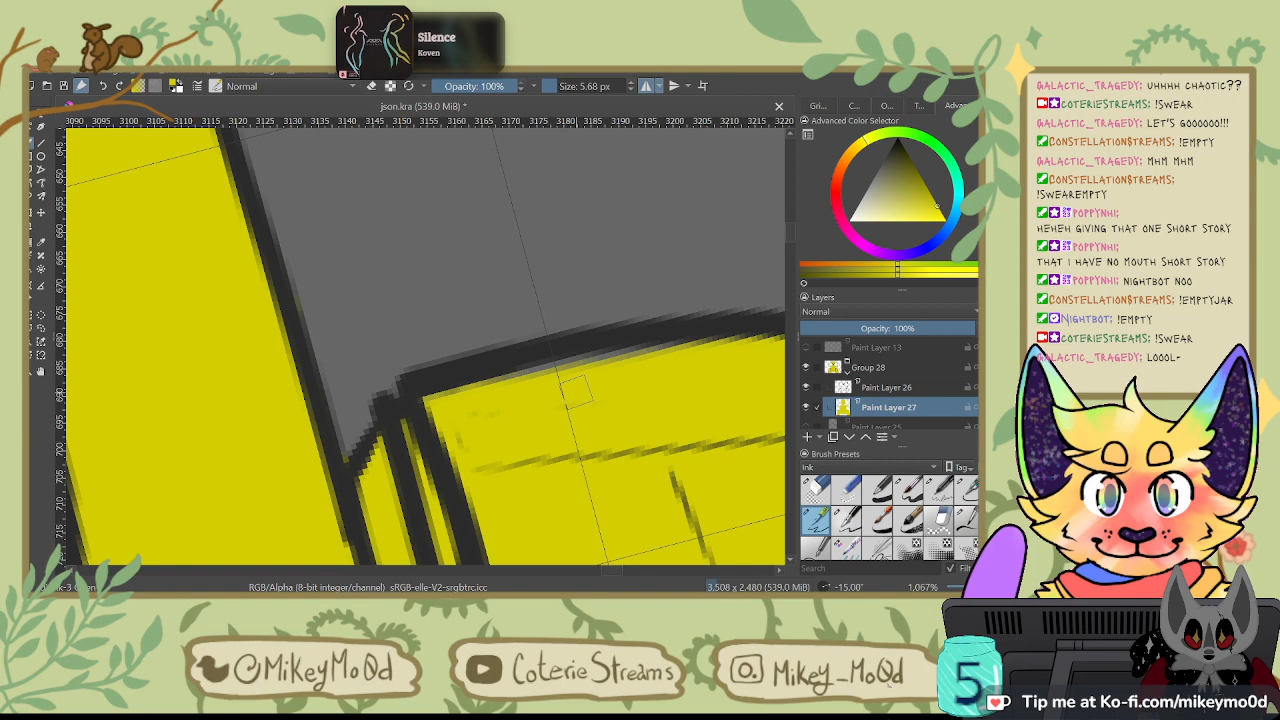 Silence
Koven
Normal
Opacity: 100%
Size: 5.68 px
json.kra (539.0 MiB) *
3090 3095 3100 3105 3110 3115 3120 3125 3130 3135 3140 3145 3150 3155 3160 3165 3170 3175 3180 3185 3190 3195 3200 3205 3210 3215 3220
Gri... C... O... T... Advan
Advanced Color Selector
Layers
Normal
Opacity: 100%
Paint Layer 13
Group 28
Paint Layer 26
Paint Layer 27
Paint Layer 25
Brush Presets
Ink
Tag
Search
RGB/Alpha (8-bit integer/channel) sRGB-elle-V2-srgbtrc.icc
3,508 x 2,480 (539.0 MiB)
-15.00°
1,067%
GALACTIC_TRAGEDY: UHHHH CHAOTIC??
COTERIESTREAMS: !SWEAR
GALACTIC_TRAGEDY: LET'S GOOOOOO!!!
CONSTELLATIONSTREAMS: !EMPTY
GALACTIC_TRAGEDY: MHM MHM
CONSTELLATIONSTREAMS:
!SWEAREMPTY
POPPYNHI:
HEHEH GIVING THAT ONE SHORT STORY
POPPYNHI:
THAT I HAVE NO MOUTH SHORT STORY
POPPYNHI: NIGHTBOT NOO
CONSTELLATIONSTREAMS: !EMPTYJAR
NIGHTBOT: !EMPTY
COTERIESTREAMS: !SWEAR
GALACTIC_TRAGEDY: LOOOL-
@MikeyMo0d
CoterieStreams
Mikey_Mo0d
5
Tip me at Ko-fi.com/mikeymo0d